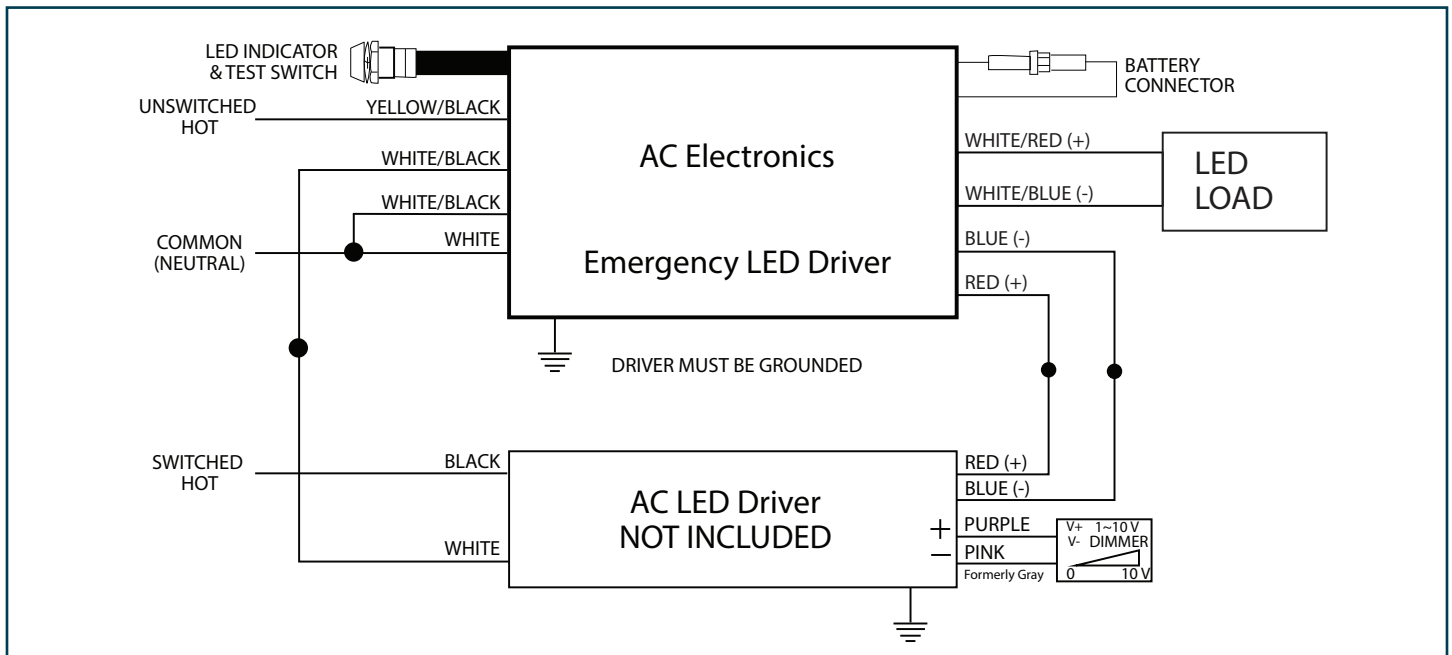 LED INDICATOR
& TEST SWITCH
BATTERY
CONNECTOR
UNSWITCHED
HOT
YELLOW/BLACK
WHITE/BLACK
WHITE/BLACK
COMMON
(NEUTRAL)
WHITE
AC Electronics
Emergency LED Driver
WHITE/RED (+)
WHITE/BLUE (-)
LED
LOAD
BLUE (-)
RED (+)
DRIVER MUST BE GROUNDED
SWITCHED
HOT
BLACK
WHITE
AC LED Driver
NOT INCLUDED
RED (+)
BLUE (-)
+ PURPLE
— PINK
Formerly Gray
V+ 1~10 V
V- DIMMER
0 10 V